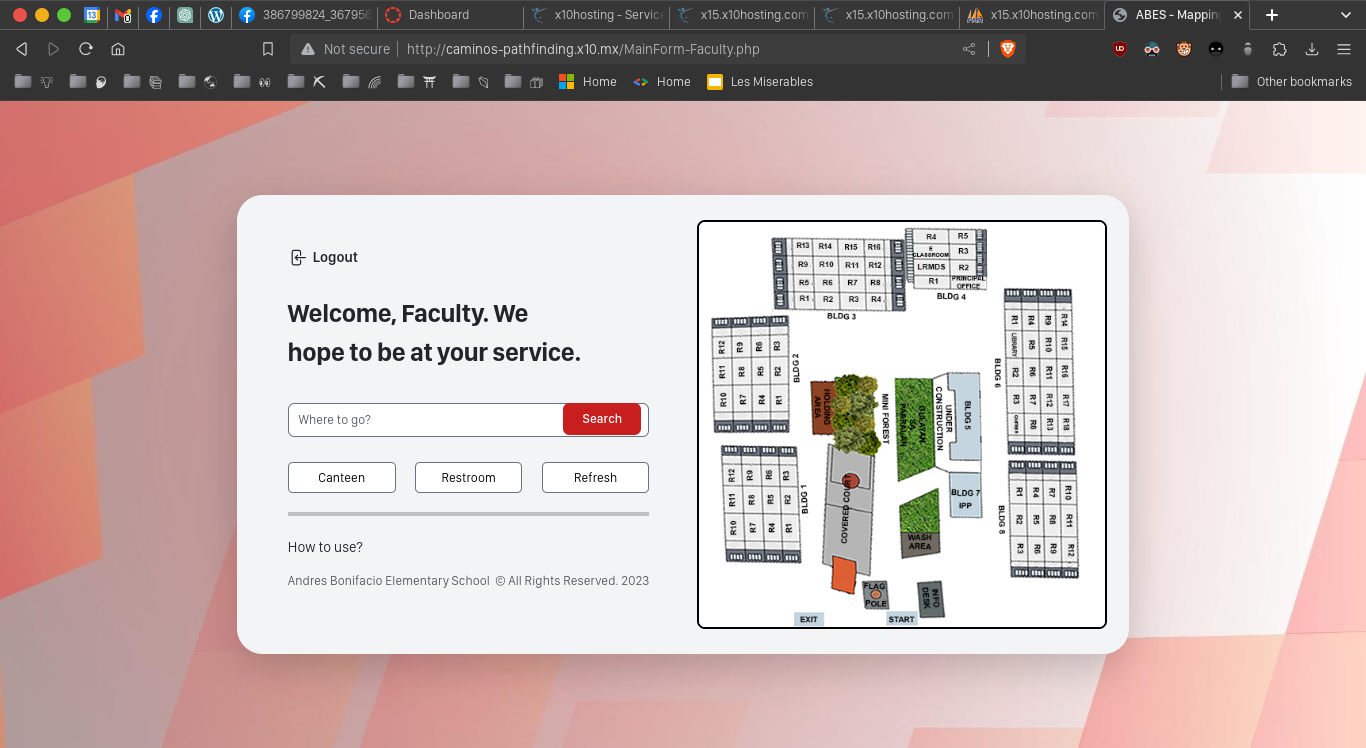 13
0
386799824_367956
Dashboard
x10hosting - Service
x15.x10hosting.com
x15.x10hosting.com
x15.x10hosting.com
ABES - Mapping
Not secure
http://caminos-pathfinding.x10.mx/MainForm-Faculty.php
Home
Home
Les Miserables
Other bookmarks
Logout
Welcome, Faculty. We
hope to be at your service.
Where to go?
Search
Canteen
Restroom
Refresh
How to use?
Andres Bonifacio Elementary School © All Rights Reserved. 2023
R13 R14 R15 R16
R9 R10 R11 R12
R5 R6 R7 R8
R1 R2 R3 R4
BLDG 3
R4 R5
E CLASSROOM R3
LRMDS R2
R1 PRINCIPAL OFFICE
BLDG 4
R12 R9 R6 R3
R11 R8 R5 R2
R10 R7 R4 R1
BLDG 2
R12 R9 R6 R3
R11 R8 R5 R2
R10 R7 R4 R1
BLDG 1
HOLDING AREA
MINI FOREST
COVERED COURT
GULAYAN SA PAARALAN
UNDER CONSTRUCTION
BLDG 5
BLDG 7
IPP
WASH
AREA
R1 R4 R9 R14
LIBRARY R5 R10 R15
R2 R6 R11 R16
R3 R7 R12 R17
R8 R13 R18
BLDG 6
R1 R4 R7 R10
R2 R5 R8 R11
R3 R6 R9 R12
BLDG 8
FLAG
POLE
INFO DESK
EXIT
START